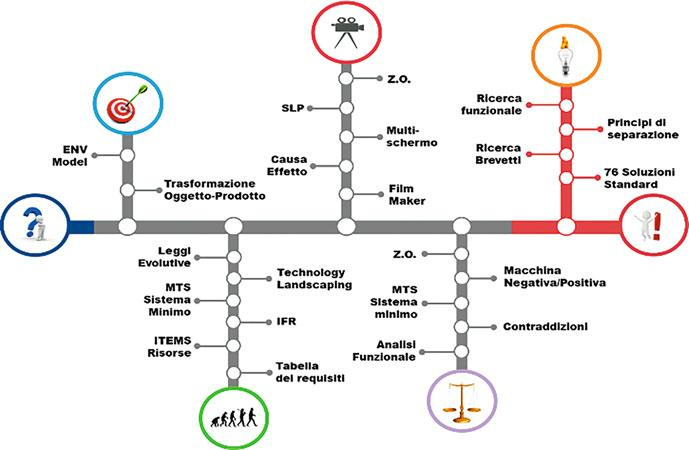 ENV
Model
Trasformazione
Oggetto-Prodotto
Z.O.
SLP
Multi-
schermo
Causa
Effetto
Film
Maker
Ricerca
funzionale
Principi di
separazione
Ricerca
Brevetti
76 Soluzioni
Standard
Leggi
Evolutive
Technology
Landscaping
MTS
Sistema
Minimo
IFR
ITEMS
Risorse
Tabella
dei requisiti
Z.O.
Macchina
Negativa/Positiva
MTS
Sistema
minimo
Contraddizioni
Analisi
Funzionale